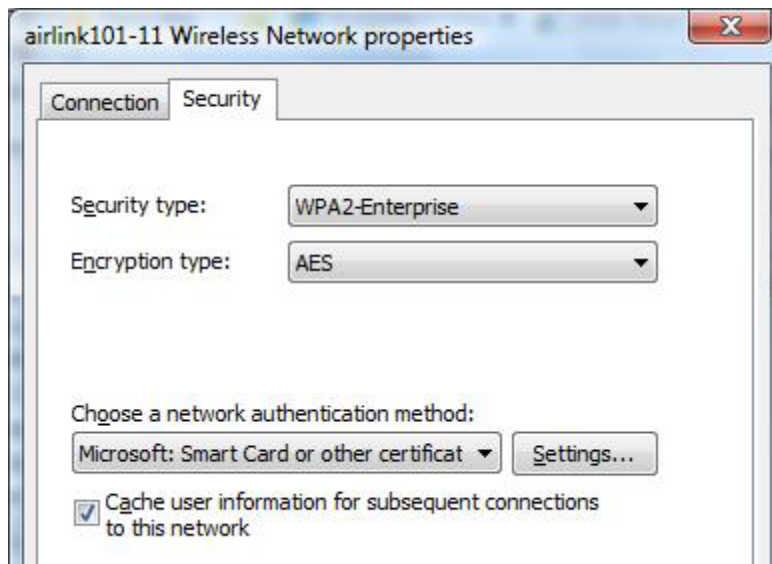 airlink101-11 Wireless Network properties
Connection
Security
Security type:
WPA2-Enterprise
Encryption type:
AES
Choose a network authentication method:
Microsoft: Smart Card or other certificat
Settings...
Cache user information for subsequent connections
to this network